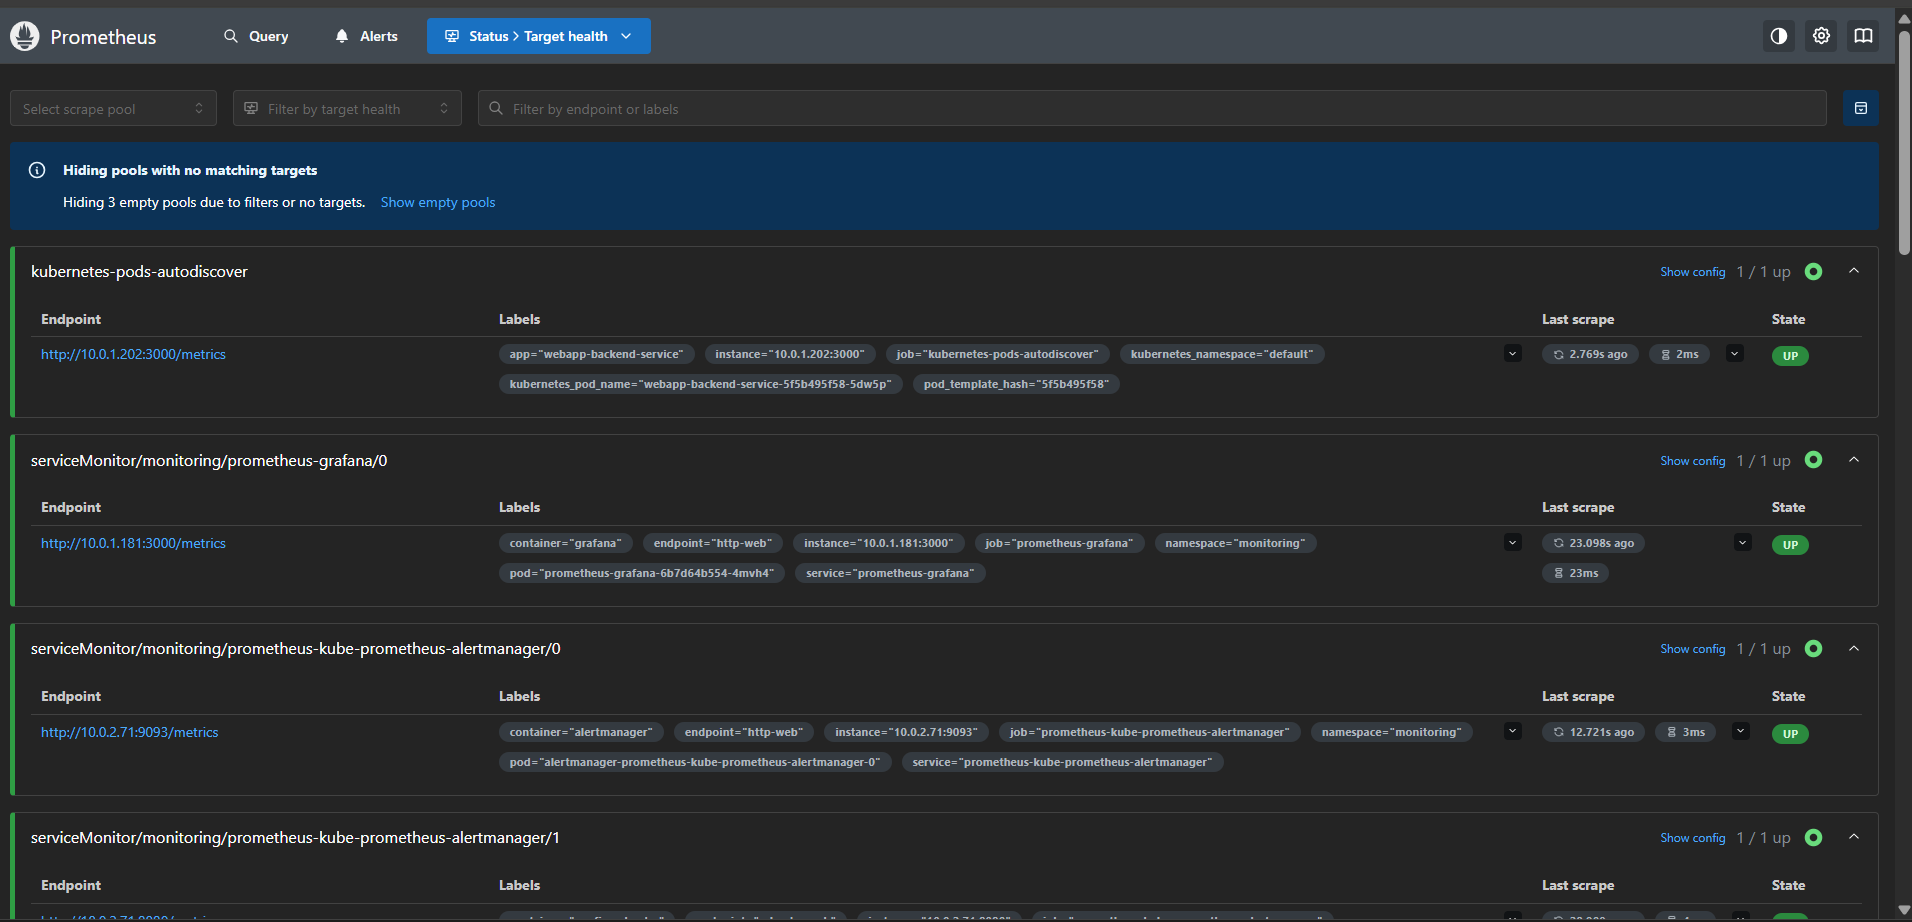 Prometheus Query Alerts Status > Target health
Select scrape pool Filter by target health Filter by endpoint or labels
Hiding pools with no matching targets
Hiding 3 empty pools due to filters or no targets. Show empty pools
kubernetes-pods-autodiscover Show config 1 / 1 up
Endpoint Labels Last scrape State
http://10.0.1.202:3000/metrics app="webapp-backend-service" instance="10.0.1.202:3000" job="kubernetes-pods-autodiscover" kubernetes_namespace="default" 2.769s ago 2ms UP
kubernetes_pod_name="webapp-backend-service-5f5b495f58-5dw5p" pod_template_hash="5f5b495f58"
serviceMonitor/monitoring/prometheus-grafana/0 Show config 1 / 1 up
Endpoint Labels Last scrape State
http://10.0.1.181:3000/metrics container="grafana" endpoint="http-web" instance="10.0.1.181:3000" job="prometheus-grafana" namespace="monitoring" 23.098s ago UP
pod="prometheus-grafana-6b7d64b554-4mvh4" service="prometheus-grafana" 23ms
serviceMonitor/monitoring/prometheus-kube-prometheus-alertmanager/0 Show config 1 / 1 up
Endpoint Labels Last scrape State
http://10.0.2.71:9093/metrics container="alertmanager" endpoint="http-web" instance="10.0.2.71:9093" job="prometheus-kube-prometheus-alertmanager" namespace="monitoring" 12.721s ago 3ms UP
pod="alertmanager-prometheus-kube-prometheus-alertmanager-0" service="prometheus-kube-prometheus-alertmanager"
serviceMonitor/monitoring/prometheus-kube-prometheus-alertmanager/1 Show config 1 / 1 up
Endpoint Labels Last scrape State